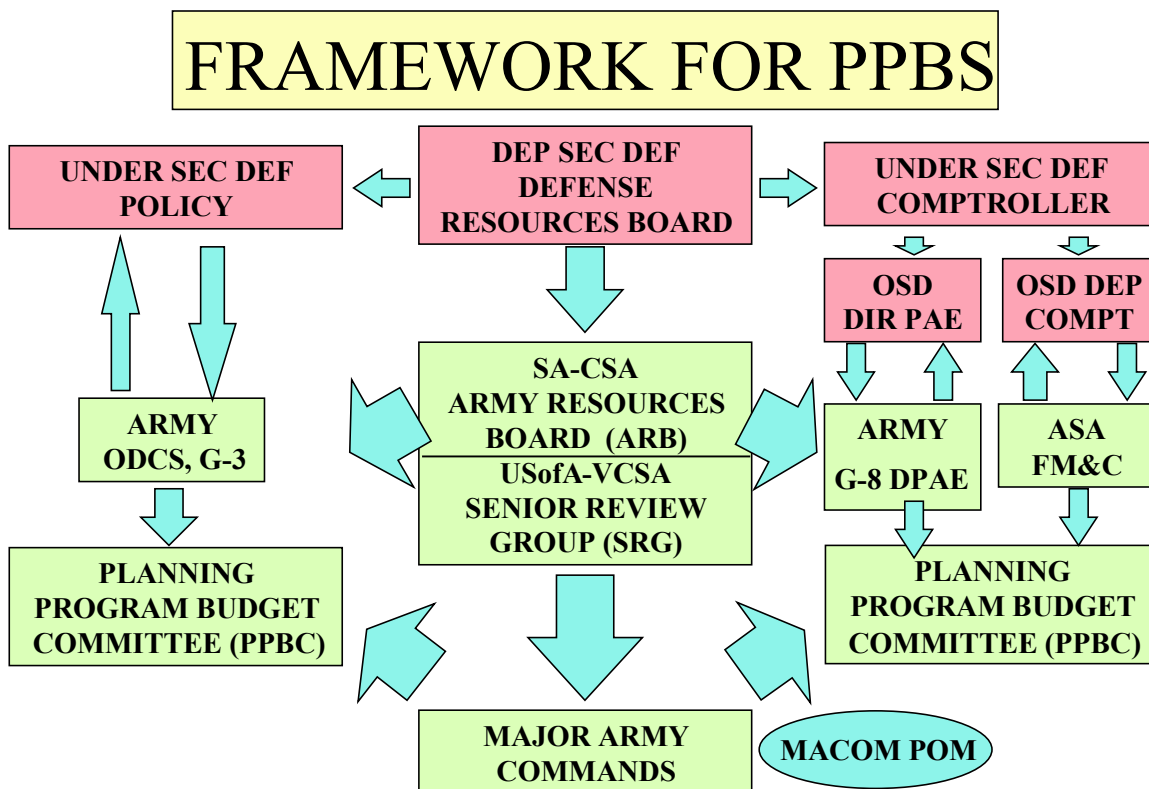 FRAMEWORK FOR PPBS
UNDER SEC DEF
POLICY
DEP SEC DEF
DEFENSE
RESOURCES BOARD
UNDER SEC DEF
COMPTROLLER
OSD
DIR PAE
OSD DEP
COMPT
SA-CSA
ARMY RESOURCES
BOARD (ARB)
USofA-VCSA
SENIOR REVIEW
GROUP (SRG)
ARMY
ODCS, G-3
ARMY
G-8 DPAE
ASA
FM&C
PLANNING
PROGRAM BUDGET
COMMITTEE (PPBC)
PLANNING
PROGRAM BUDGET
COMMITTEE (PPBC)
MAJOR ARMY
COMMANDS
MACOM POM